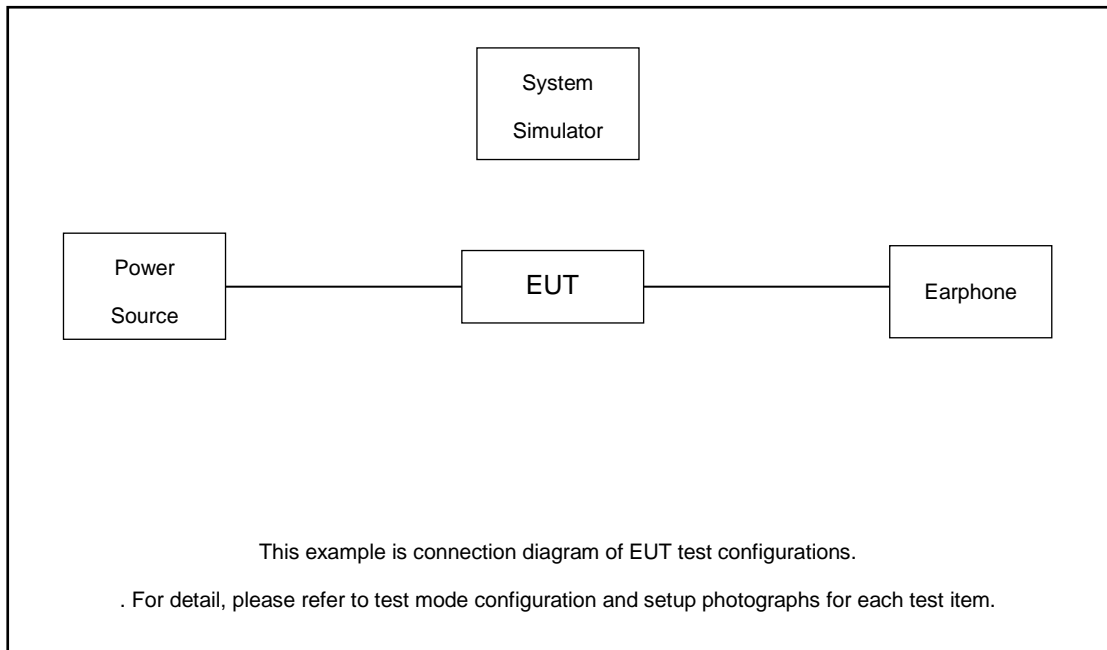 System
Simulator
Power
Source
EUT
Earphone
This example is connection diagram of EUT test configurations.
. For detail, please refer to test mode configuration and setup photographs for each test item.